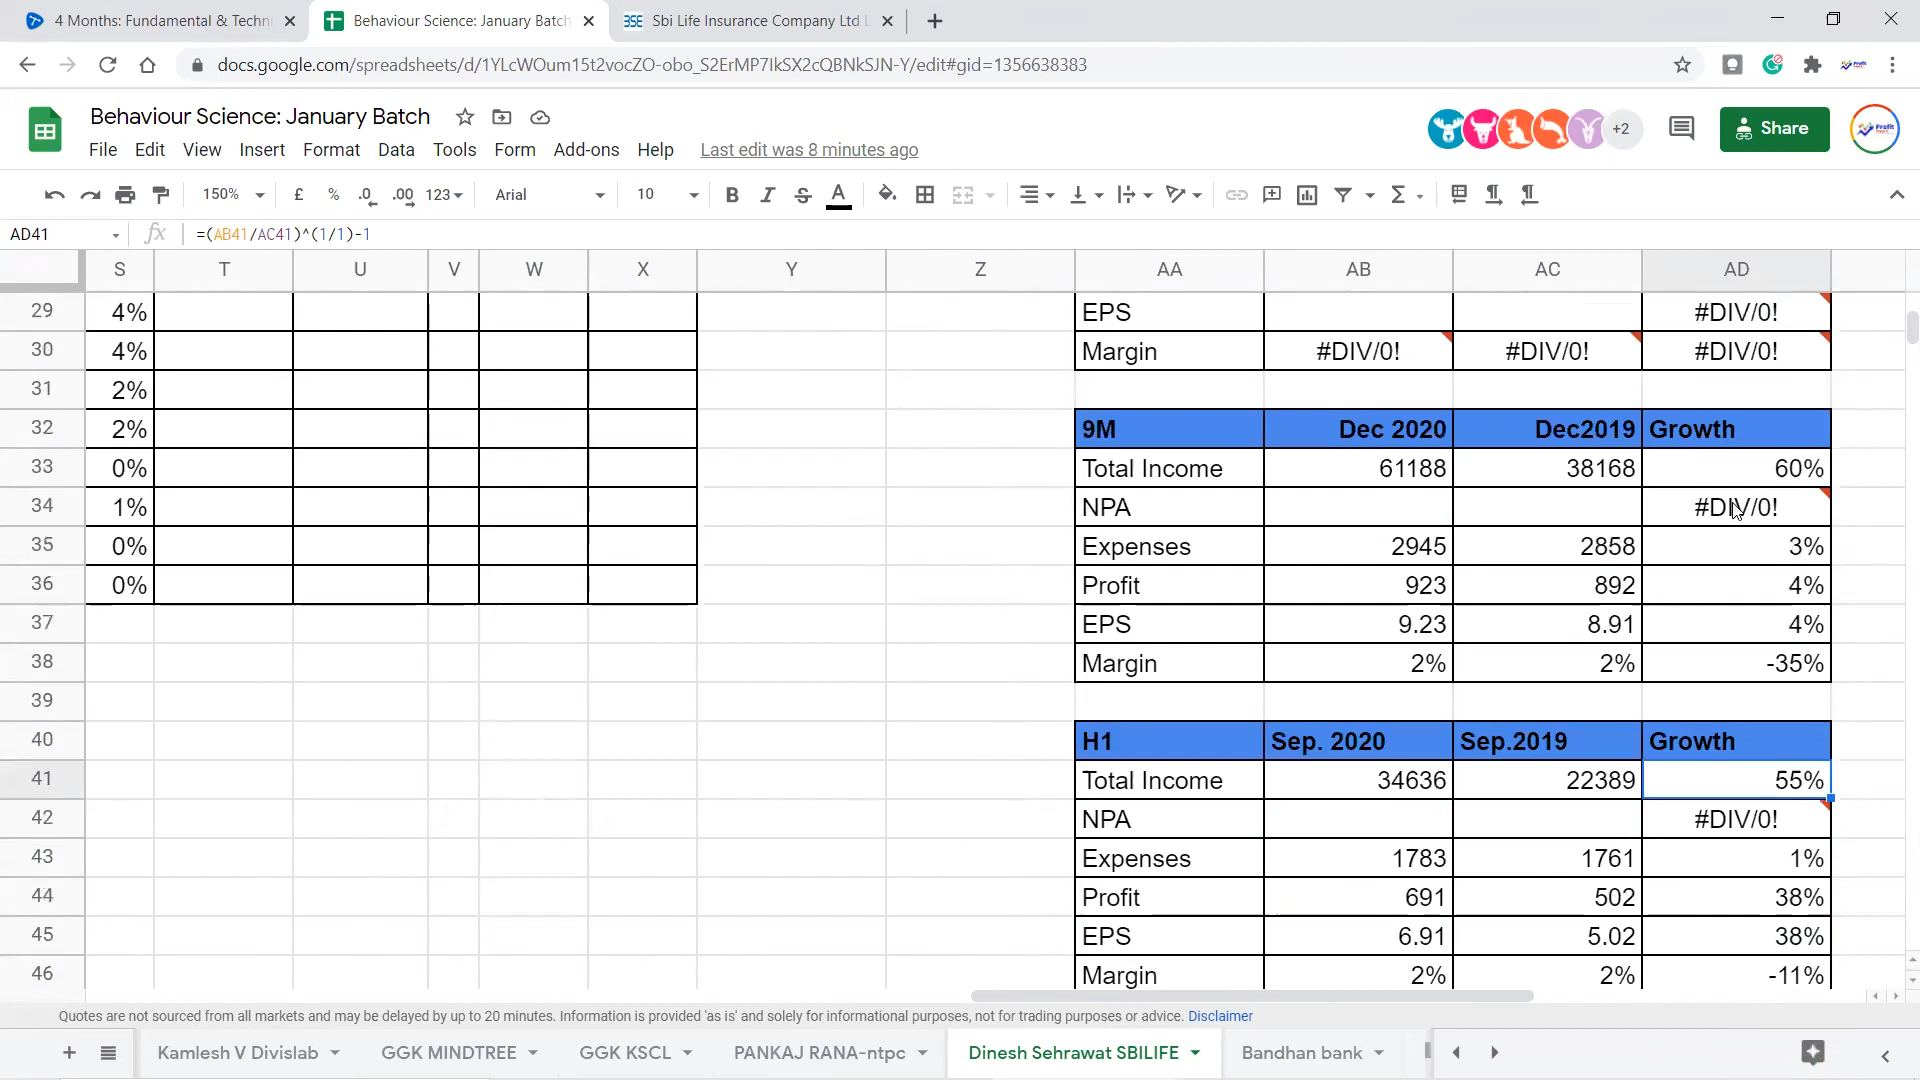 4 Months: Fundamental & Techn
Behaviour Science: January Batch
Sbi Life Insurance Company Ltd L
docs.google.com/spreadsheets/d/1YLcWOum15t2vocZO-obo_S2ErMP7IkSX2cQBNkSJN-Y/edit#gid=1356638383
Behaviour Science: January Batch
+2
Share
File Edit View Insert Format Data Tools Form Add-ons Help Last edit was 8 minutes ago
150% £ % .0 .00 123 Arial 10 B I S A
AD41 fx =(AB41/AC41)^(1/1)-1
S T U V W X Y Z AA AB AC AD
29 4% EPS #DIV/0!
30 4% Margin #DIV/0! #DIV/0! #DIV/0!
31 2%
32 2% 9M Dec 2020 Dec2019 Growth
33 0% Total Income 61188 38168 60%
34 1% NPA #DIV/0!
35 0% Expenses 2945 2858 3%
36 0% Profit 923 892 4%
37 EPS 9.23 8.91 4%
38 Margin 2% 2% -35%
39
40 H1 Sep. 2020 Sep.2019 Growth
41 Total Income 34636 22389 55%
42 NPA #DIV/0!
43 Expenses 1783 1761 1%
44 Profit 691 502 38%
45 EPS 6.91 5.02 38%
46 Margin 2% 2% -11%
Quotes are not sourced from all markets and may be delayed by up to 20 minutes. Information is provided 'as is' and solely for informational purposes, not for trading purposes or advice. Disclaimer
Kamlesh V Divislab GGK MINDTREE GGK KSCL PANKAJ RANA-ntpc Dinesh Sehrawat SBILIFE Bandhan bank